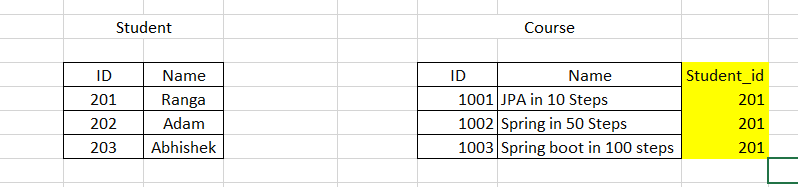 Student Course
ID Name ID Name Student_id
201 Ranga 1001 JPA in 10 Steps 201
202 Adam 1002 Spring in 50 Steps 201
203 Abhishek 1003 Spring boot in 100 steps 201